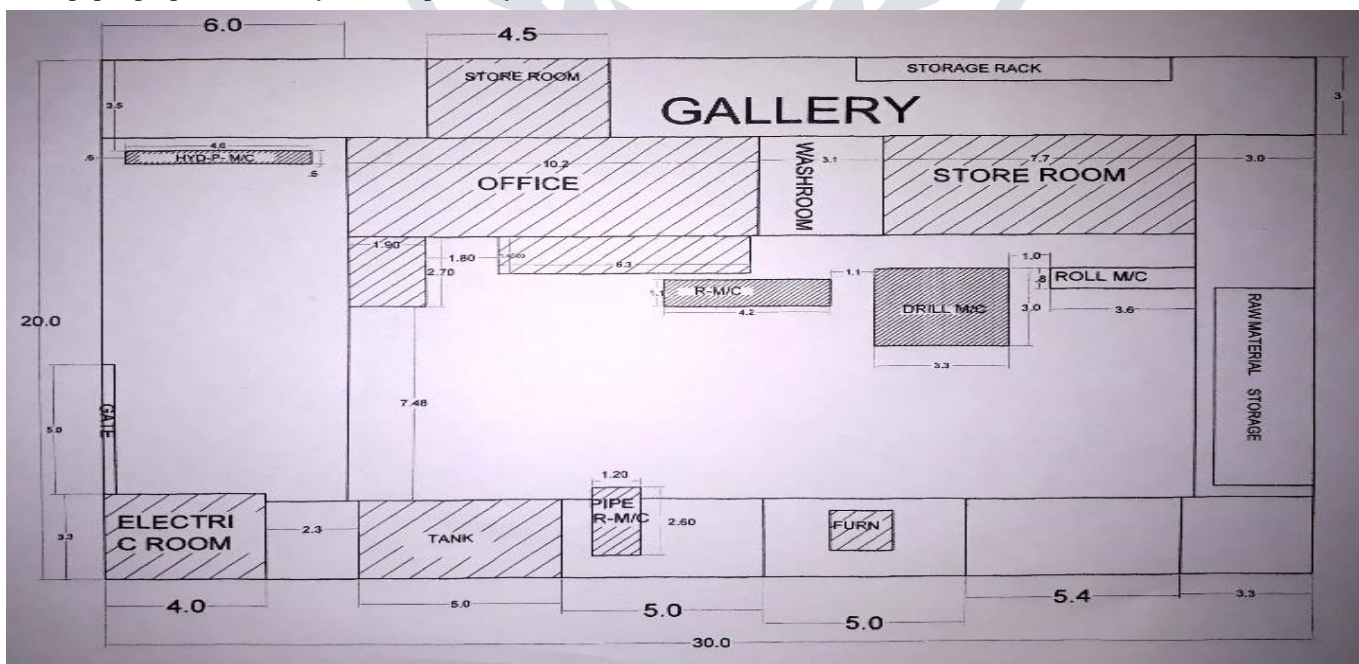 6.0
4.5
STORE ROOM
STORAGE RACK
GALLERY
3
3.5
4.6
.6
HYD-P- M/C
.5
10.2
OFFICE
WASHROOM
3.1
7.7
STORE ROOM
3.0
1.90
1.80
2.70
6.3
1.1
R-M/C
4.2
1.1
1.0
.8
ROLL M/C
3.6
DRILL M/C
3.0
3.3
RAW MATERIAL STORAGE
20.0
7.48
GATE
5.0
3.3
ELECTRI
C ROOM
2.3
TANK
1.20
PIPE
R-M/C
2.60
FURN
4.0
5.0
5.0
5.0
5.4
3.3
30.0